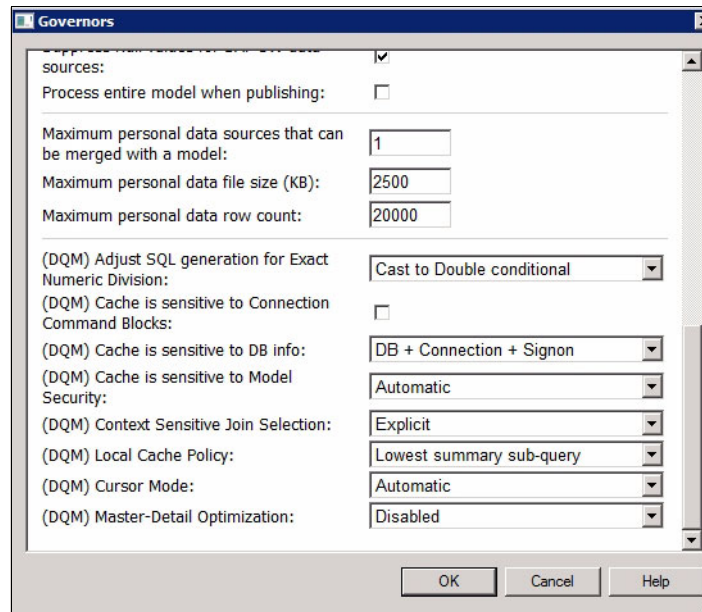 Governors
sources:
Process entire model when publishing:
Maximum personal data sources that can
be merged with a model:
1
Maximum personal data file size (KB):
2500
Maximum personal data row count:
20000
(DQM) Adjust SQL generation for Exact
Numeric Division:
Cast to Double conditional
(DQM) Cache is sensitive to Connection
Command Blocks:
(DQM) Cache is sensitive to DB info:
DB + Connection + Signon
(DQM) Cache is sensitive to Model
Security:
Automatic
(DQM) Context Sensitive Join Selection:
Explicit
(DQM) Local Cache Policy:
Lowest summary sub-query
(DQM) Cursor Mode:
Automatic
(DQM) Master-Detail Optimization:
Disabled
OK Cancel Help